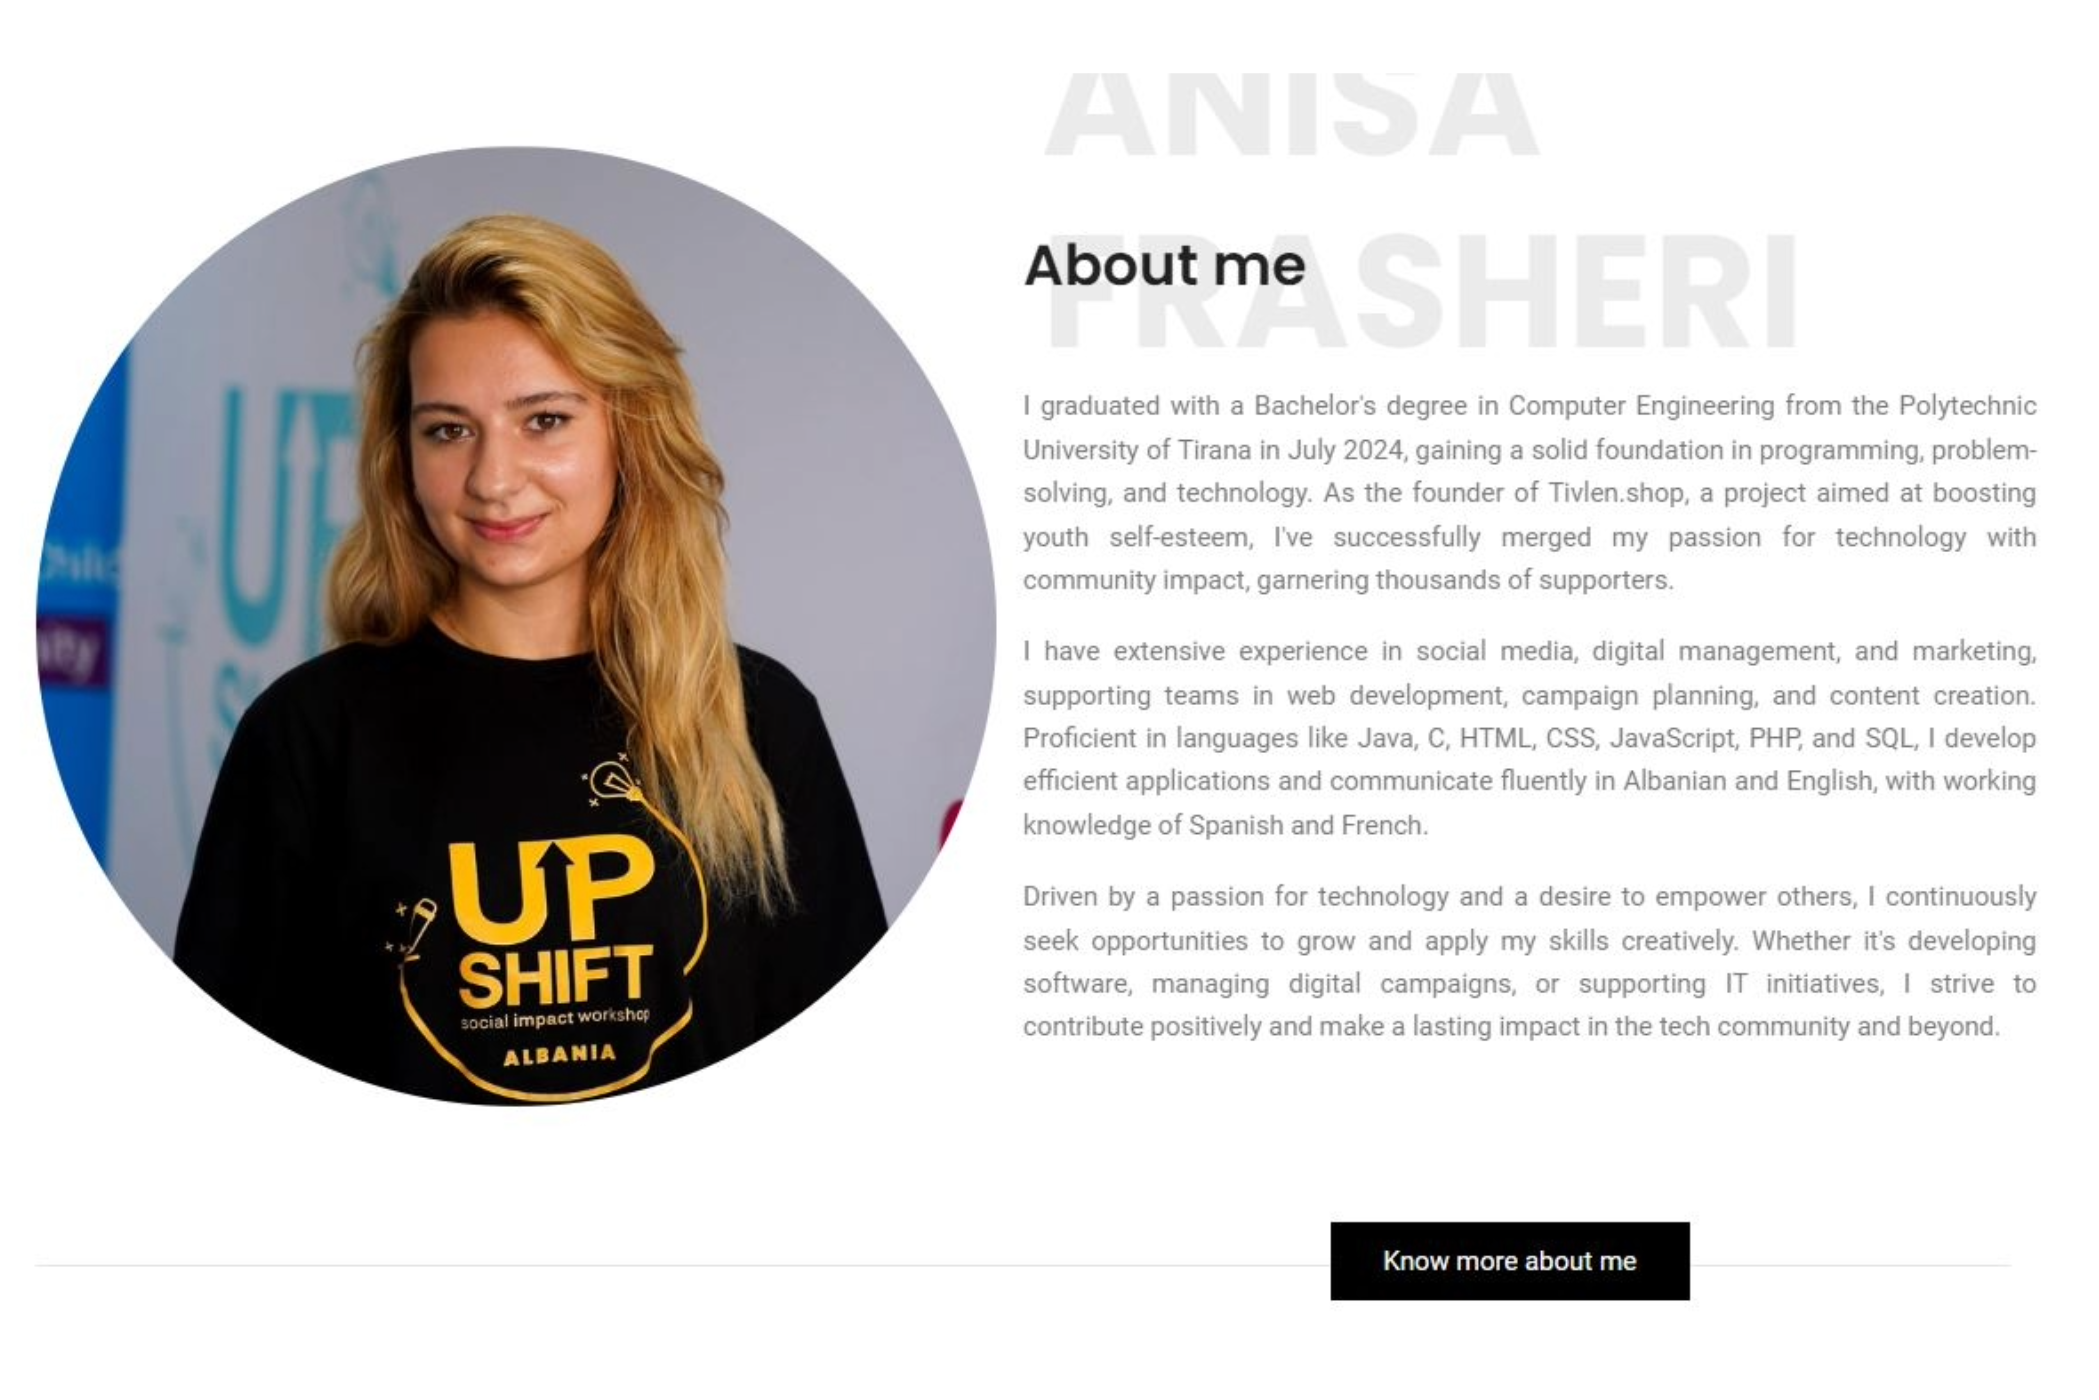 ANISA
FRASHERI
About me
I graduated with a Bachelor's degree in Computer Engineering from the Polytechnic
University of Tirana in July 2024, gaining a solid foundation in programming, problem-
solving, and technology. As the founder of Tivlen.shop, a project aimed at boosting
youth self-esteem, I've successfully merged my passion for technology with
community impact, garnering thousands of supporters.
I have extensive experience in social media, digital management, and marketing,
supporting teams in web development, campaign planning, and content creation.
Proficient in languages like Java, C, HTML, CSS, JavaScript, PHP, and SQL, I develop
efficient applications and communicate fluently in Albanian and English, with working
knowledge of Spanish and French.
Driven by a passion for technology and a desire to empower others, I continuously
seek opportunities to grow and apply my skills creatively. Whether it's developing
software, managing digital campaigns, or supporting IT initiatives, I strive to
contribute positively and make a lasting impact in the tech community and beyond.
Know more about me
UP
SHIFT
social impact workshop
ALBANIA